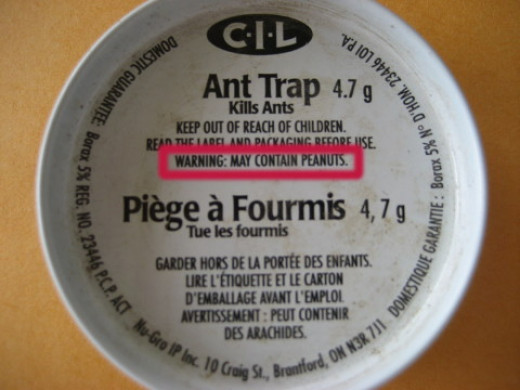 C·I·L
Ant Trap 4.7 g
Kills Ants
KEEP OUT OF REACH OF CHILDREN.
READ THE LABEL AND PACKAGING BEFORE USE.
WARNING: MAY CONTAIN PEANUTS.
Piège à Fourmis 4,7 g
Tue les fourmis
GARDER HORS DE LA PORTÉE DES ENFANTS.
LIRE L'ÉTIQUETTE ET LE CARTON
D'EMBALLAGE AVANT L'EMPLOI.
AVERTISSEMENT : PEUT CONTENIR
DES ARACHIDES.
DOMESTIC GUARANTEE: Borax 5% REG. NO. 23446 P.C.P. ACT
Nu-Gro IP Inc. 10 Craig St., Brantford, ON N3R 7J1
DOMESTIQUE GARANTIE : Borax 5% N° D'HOM. 23446 LOI P.A.